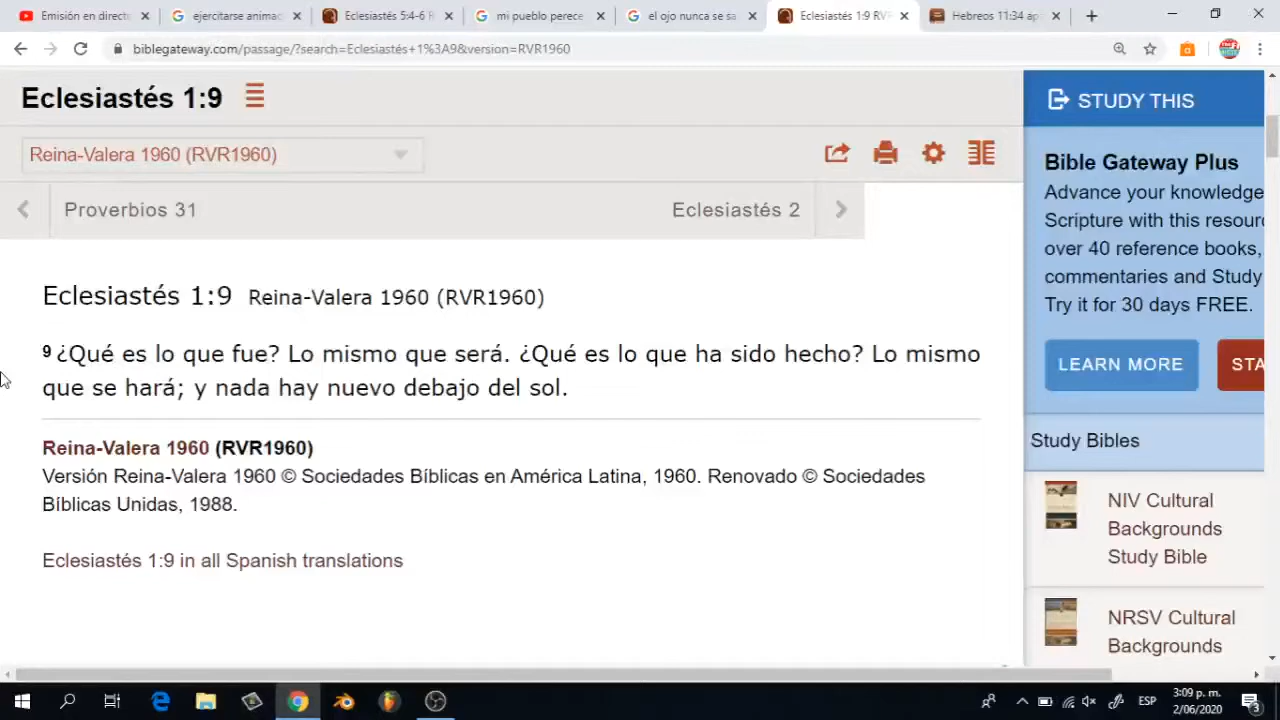 Emisión en directo
ejercitarse animac
Eclesiastés 5:4-6 R
mi pueblo perece
el ojo nunca se sa
Eclesiastés 1:9 RVR
Hebreos 11:34 ap
biblegateway.com/passage/?search=Eclesiastés+1%3A9&version=RVR1960
Eclesiastés 1:9
Reina-Valera 1960 (RVR1960)
Proverbios 31
Eclesiastés 2
Eclesiastés 1:9 Reina-Valera 1960 (RVR1960)
9 ¿Qué es lo que fue? Lo mismo que será. ¿Qué es lo que ha sido hecho? Lo mismo
que se hará; y nada hay nuevo debajo del sol.
Reina-Valera 1960 (RVR1960)
Versión Reina-Valera 1960 © Sociedades Bíblicas en América Latina, 1960. Renovado © Sociedades
Bíblicas Unidas, 1988.
Eclesiastés 1:9 in all Spanish translations
STUDY THIS
Bible Gateway Plus
Advance your knowledge
Scripture with this resour
over 40 reference books,
commentaries and Study
Try it for 30 days FREE.
LEARN MORE
STA
Study Bibles
NIV Cultural
Backgrounds
Study Bible
NRSV Cultural
Backgrounds
ESP
3:09 p. m.
2/06/2020
3